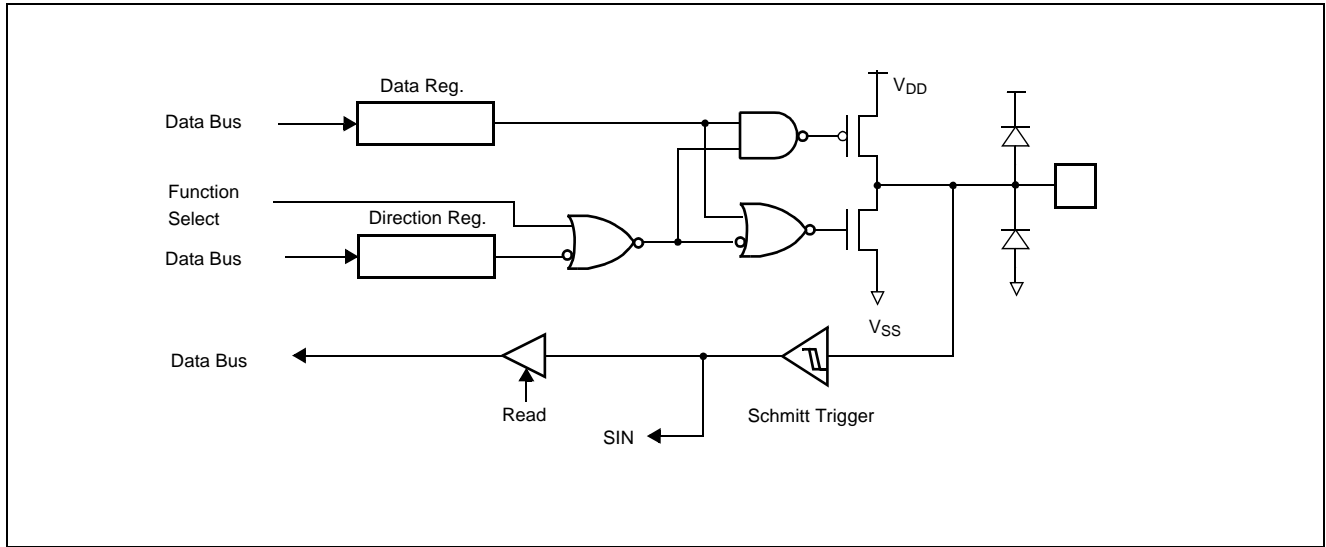 Data Reg.
VDD
Data Bus
Function
Select
Direction Reg.
Data Bus
VSS
Data Bus
Read
Schmitt Trigger
SIN